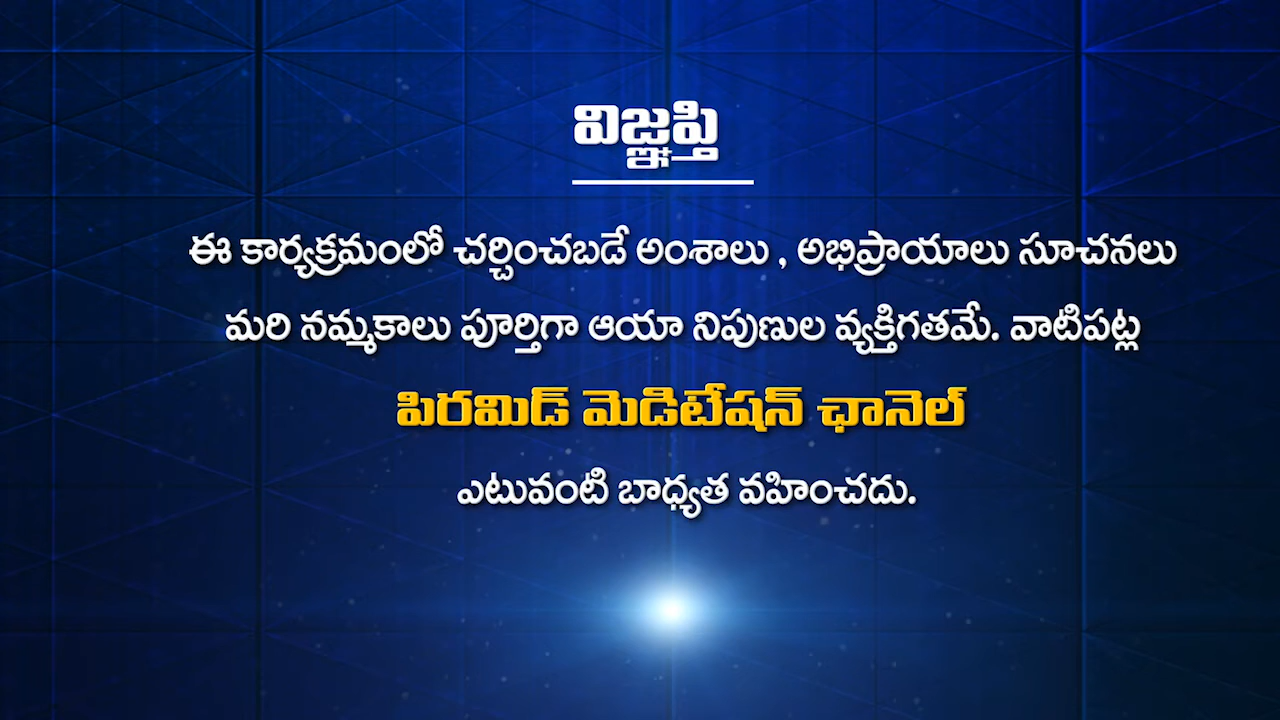 విజ్ఞప్తి
ఈ కార్యక్రమంలో చర్చించబడే అంశాలు , అభిప్రాయాలు సూచనలు
మరి నమ్మకాలు పూర్తిగా ఆయా నిపుణుల వ్యక్తిగతమే. వాటిపట్ల
పిరమిడ్ మెడిటేషన్ ఛానెల్
ఎటువంటి బాధ్యత వహించదు.